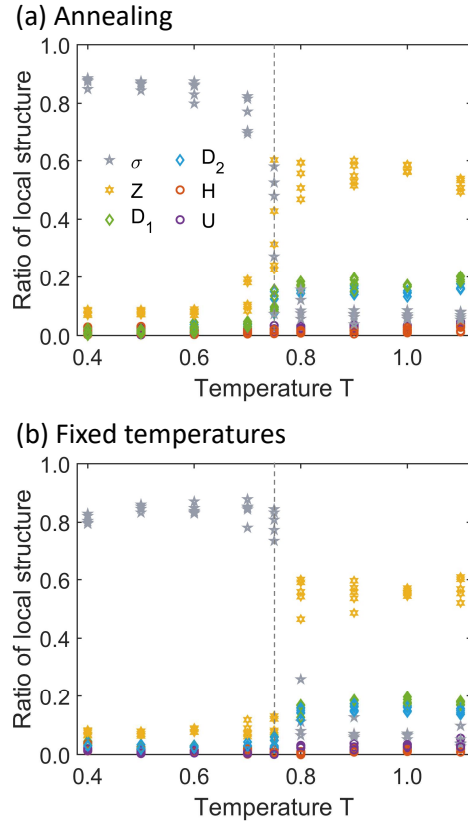 (a) Annealing
1.0
0.8
0.6
0.4
0.2
0.0
Ratio of local structure
σ
Z
D1
D2
H
U
0.4
0.6
0.8
1.0
Temperature T
(b) Fixed temperatures
1.0
0.8
0.6
0.4
0.2
0.0
Ratio of local structure
0.4
0.6
0.8
1.0
Temperature T